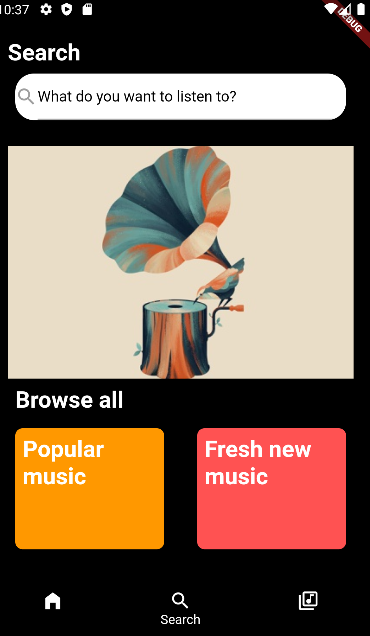 10:37
DEBUG
Search
What do you want to listen to?
Browse all
Popular
music
Fresh new
music
Search